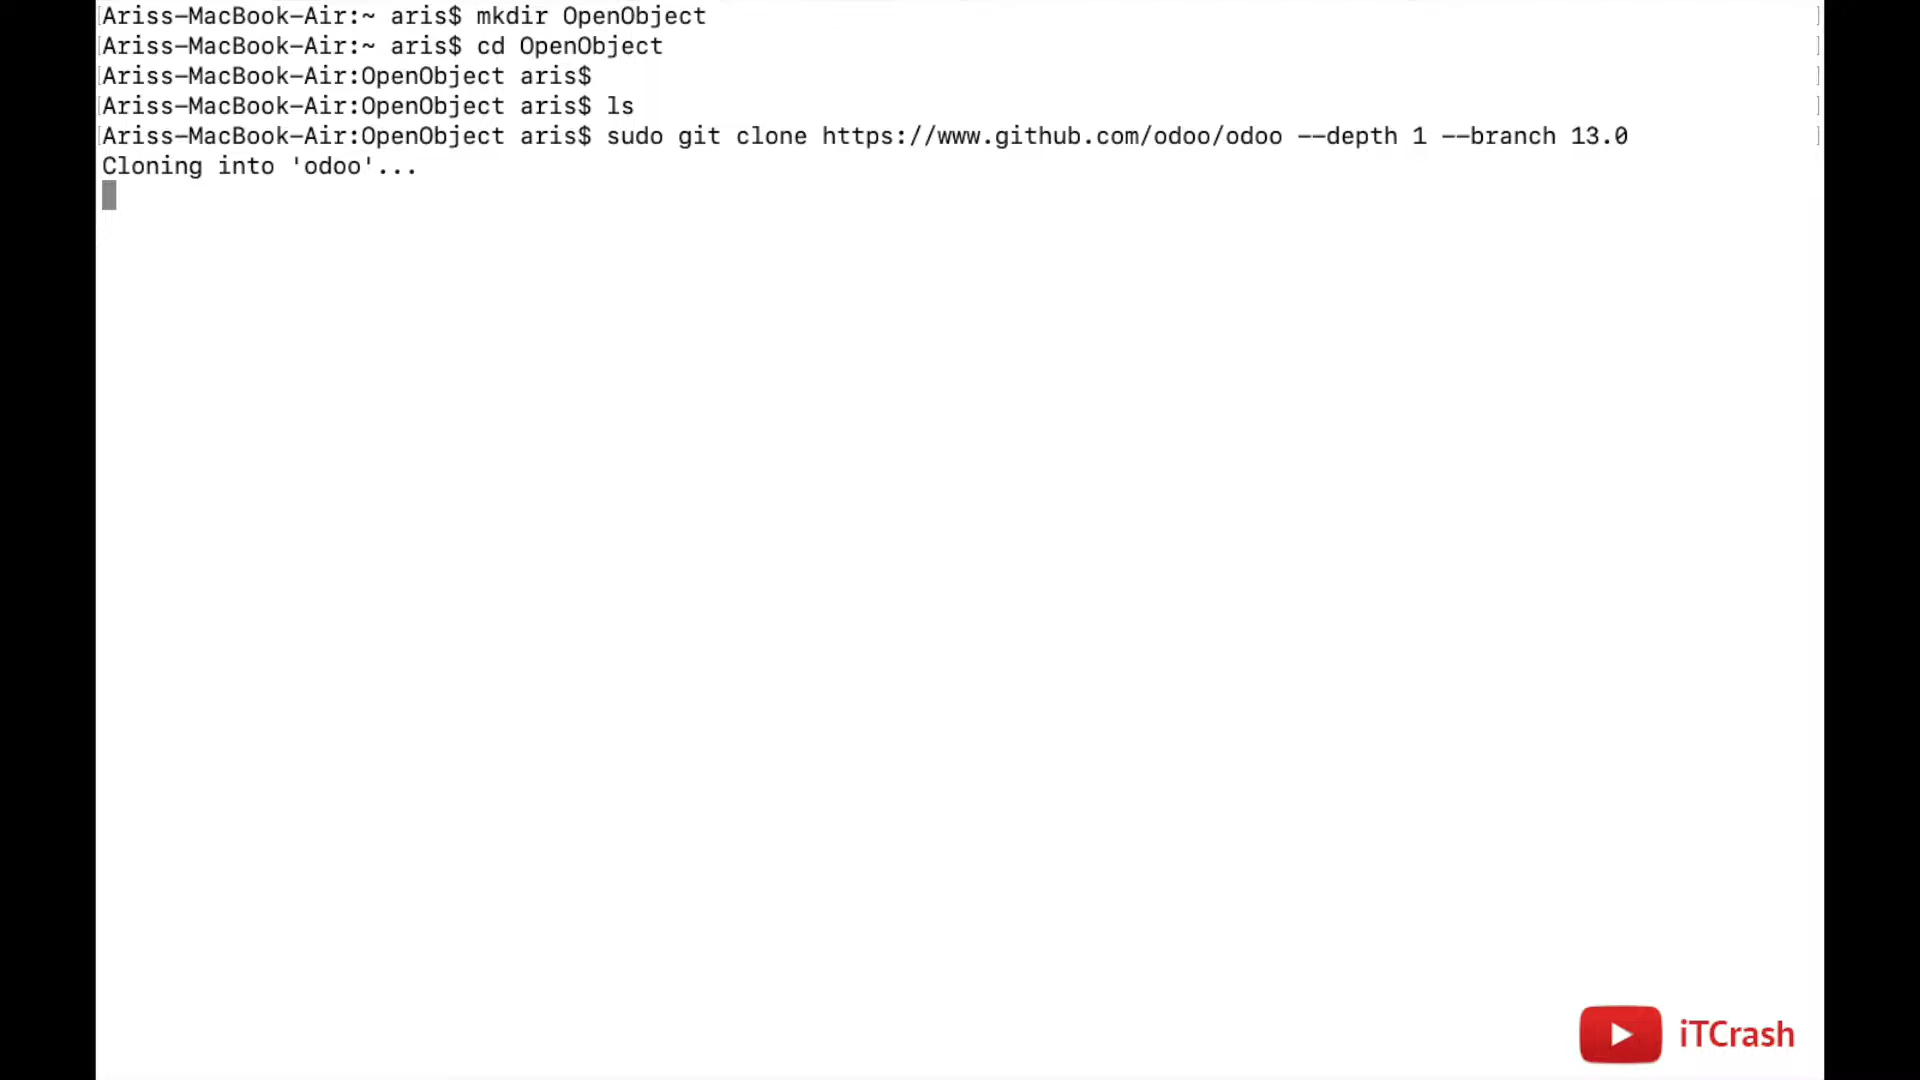 Ariss-MacBook-Air:~ aris$ mkdir OpenObject
Ariss-MacBook-Air:~ aris$ cd OpenObject
Ariss-MacBook-Air:OpenObject aris$
Ariss-MacBook-Air:OpenObject aris$ ls
Ariss-MacBook-Air:OpenObject aris$ sudo git clone https://www.github.com/odoo/odoo --depth 1 --branch 13.0
Cloning into 'odoo'...
iTCrash